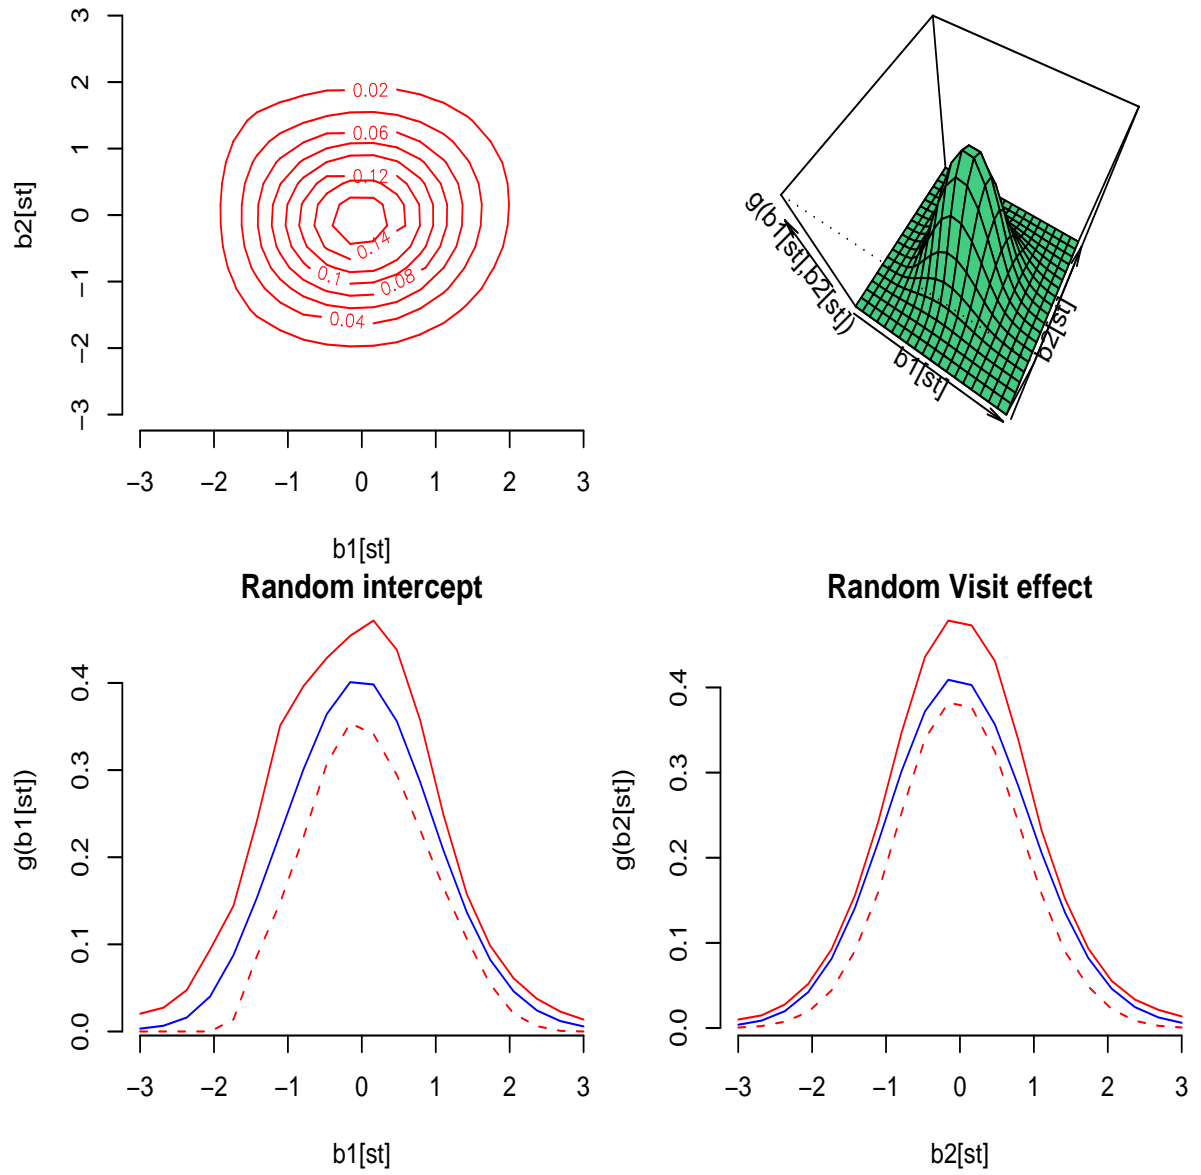 3
2
1
0
−1
−2
−3
b2[st]
0.02
0.06
0.12
0.14
0.1
0.08
0.04
−3 −2 −1 0 1 2 3
b1[st]
g(b1[st],b2[st])
b1[st]
b2[st]
Random intercept
0.4
0.3
0.2
0.1
0.0
g(b1[st])
−3 −2 −1 0 1 2 3
b1[st]
Random Visit effect
0.4
0.3
0.2
0.1
0.0
g(b2[st])
−3 −2 −1 0 1 2 3
b2[st]